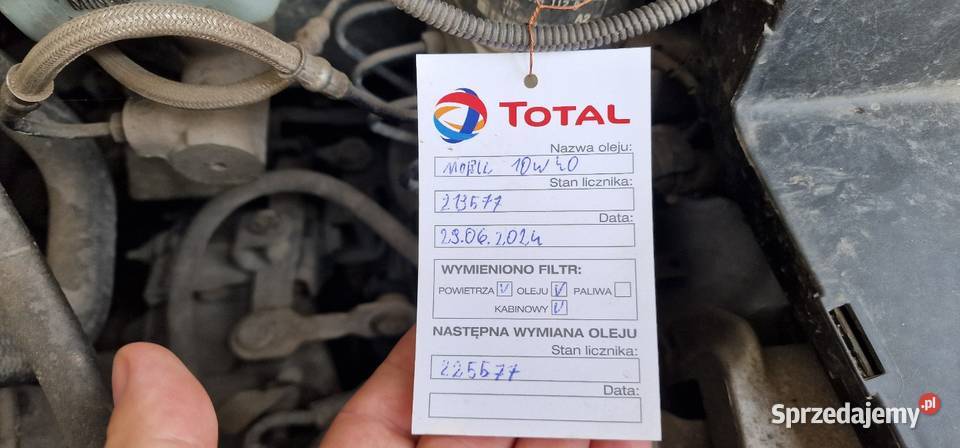 TOTAL
Nazwa oleju:
MOBIL 10W40
Stan licznika:
213577
Data:
29.06.2024
WYMIENIONO FILTR:
POWIETRZA V OLEJU V PALIWA
KABINOWY V
NASTĘPNA WYMIANA OLEJU
Stan licznika:
225577
Data:
Sprzedajemy.pl